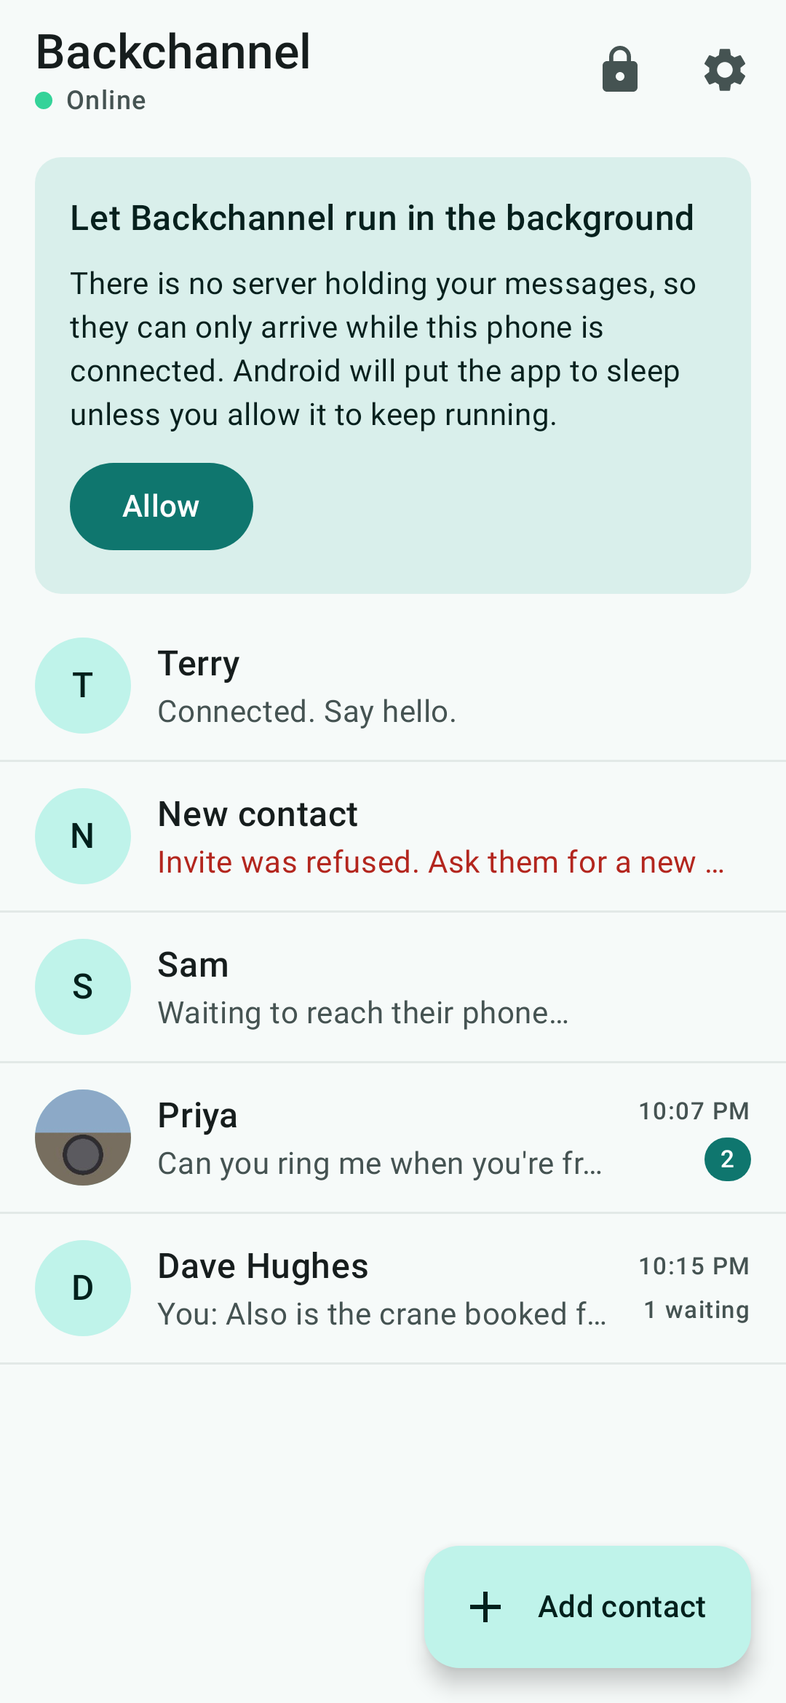 Backchannel
Online
Let Backchannel run in the background
There is no server holding your messages, so
they can only arrive while this phone is
connected. Android will put the app to sleep
unless you allow it to keep running.
Allow
T
Terry
Connected. Say hello.
N
New contact
Invite was refused. Ask them for a new …
S
Sam
Waiting to reach their phone…
Priya
10:07 PM
Can you ring me when you're fr…
2
D
Dave Hughes
10:15 PM
You: Also is the crane booked f…
1 waiting
Add contact